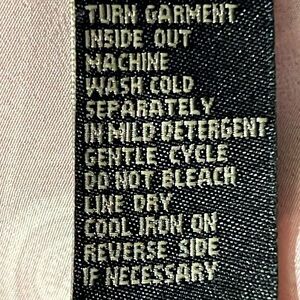 TURN GARMENT
INSIDE OUT
MACHINE
WASH COLD
SEPARATELY
IN MILD DETERGENT
GENTLE CYCLE
DO NOT BLEACH
LINE DRY
COOL IRON ON
REVERSE SIDE
IF NECESSARY